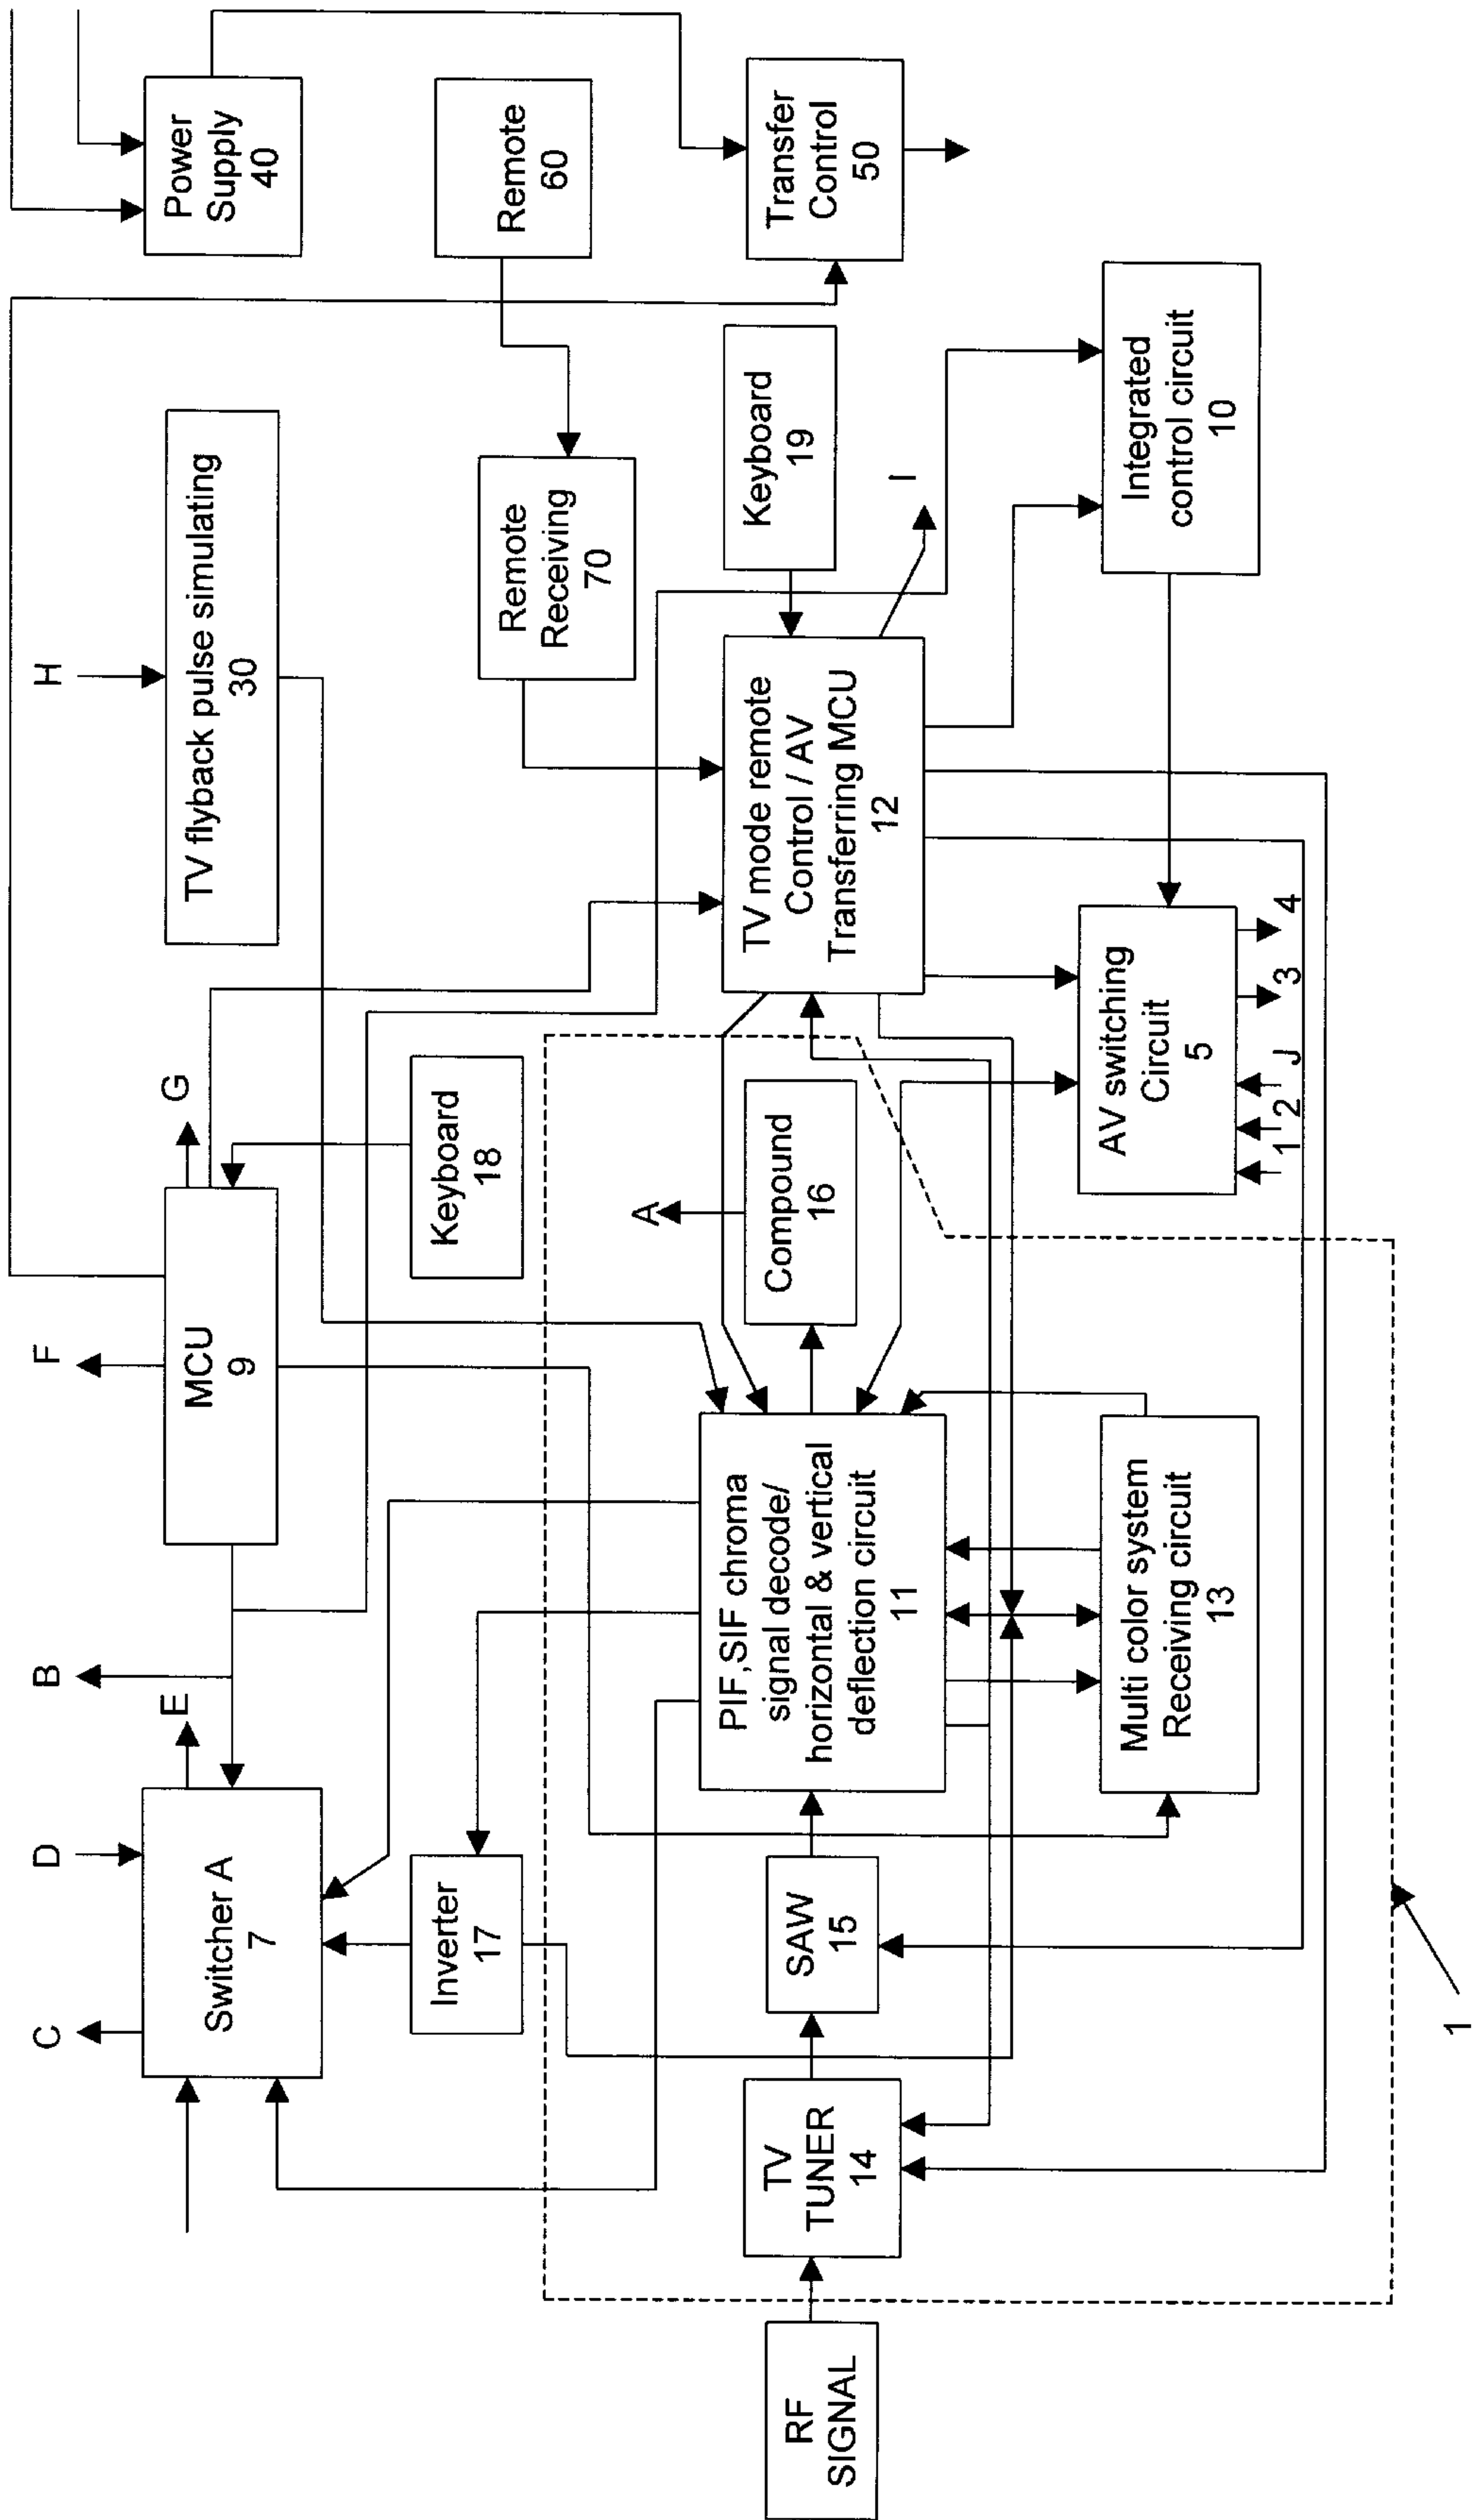 C
D
B
F
H
E
G
Switcher A
7
MCU
9
TV flyback pulse simulating
30
Power
Supply
40
Inverter
17
Keyboard
18
Remote
Receiving
70
Remote
60
A
RF
SIGNAL
TV
TUNER
14
SAW
15
PIF,SIF chroma
signal decode/
horizontal & vertical
deflection circuit
11
Compound
16
TV mode remote
Control / AV
Transferring MCU
12
Keyboard
19
Transfer
Control
50
I
Multi color system
Receiving circuit
13
AV switching
Circuit
5
Integrated
control circuit
10
1
2
J
3
4
1